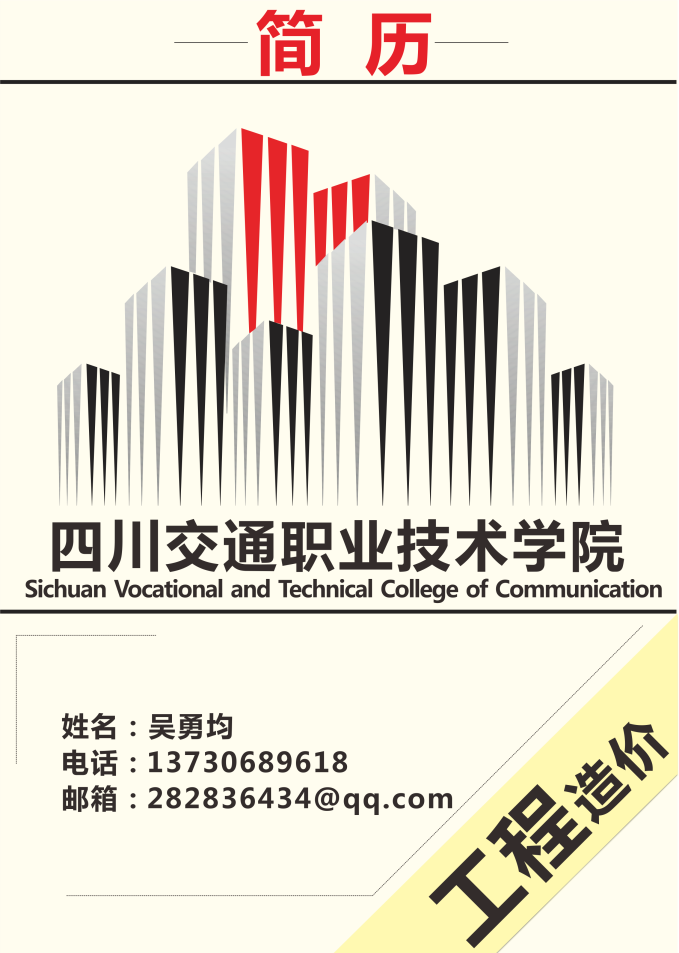 简 历
四川交通职业技术学院
Sichuan Vocational and Technical College of Communication
姓名：吴勇均
电话：13730689618
邮箱：282836434@qq.com
工程造价